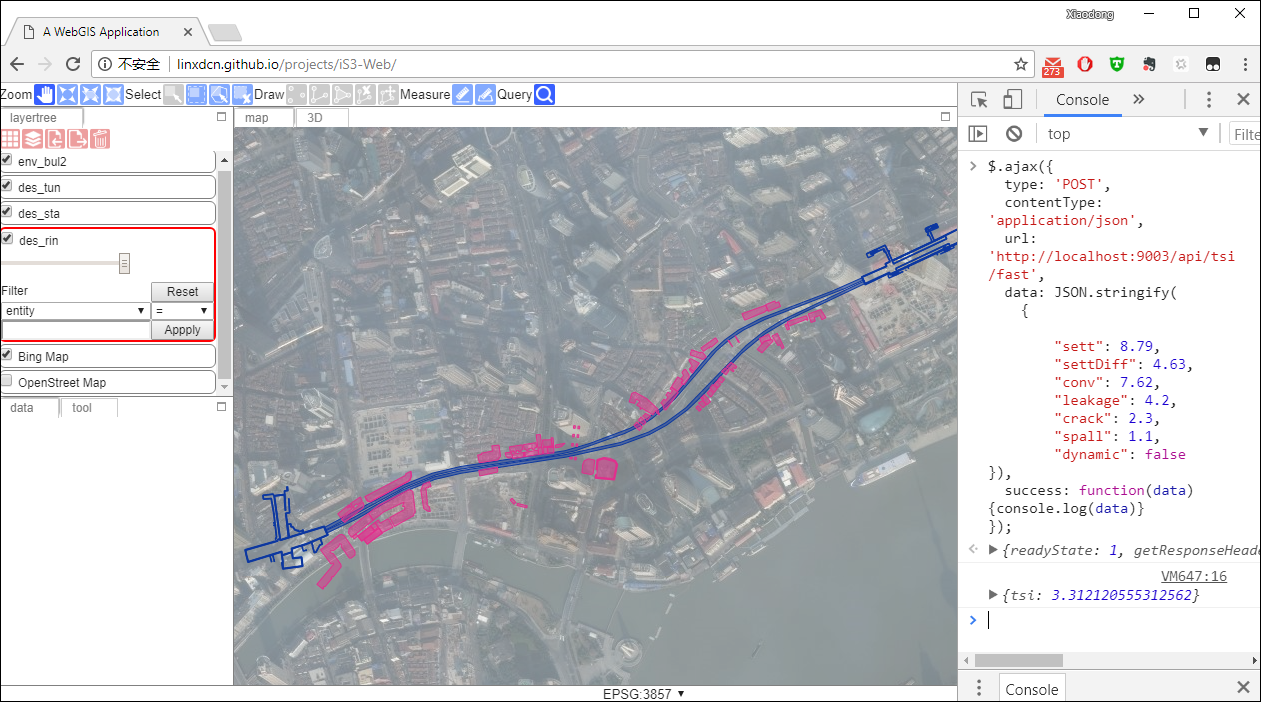 Xiaodong
A WebGIS Application
不安全 linxdcn.github.io/projects/iS3-Web/
273
Zoom Select Draw Measure Query
layertree
map 3D
env_bul2
des_tun
des_sta
des_rin
Filter Reset
entity =
Appply
Bing Map
OpenStreet Map
data tool
EPSG:3857
Console
top Filte
$.ajax({
type: 'POST',
contentType:
'application/json',
url:
'http://localhost:9003/api/tsi
/fast',
data: JSON.stringify(
{
"sett": 8.79,
"settDiff": 4.63,
"conv": 7.62,
"leakage": 4.2,
"crack": 2.3,
"spall": 1.1,
"dynamic": false
}),
success: function(data)
{console.log(data)}
});
{readyState: 1, getResponseHeade
VM647:16
{tsi: 3.312120555312562}
Console